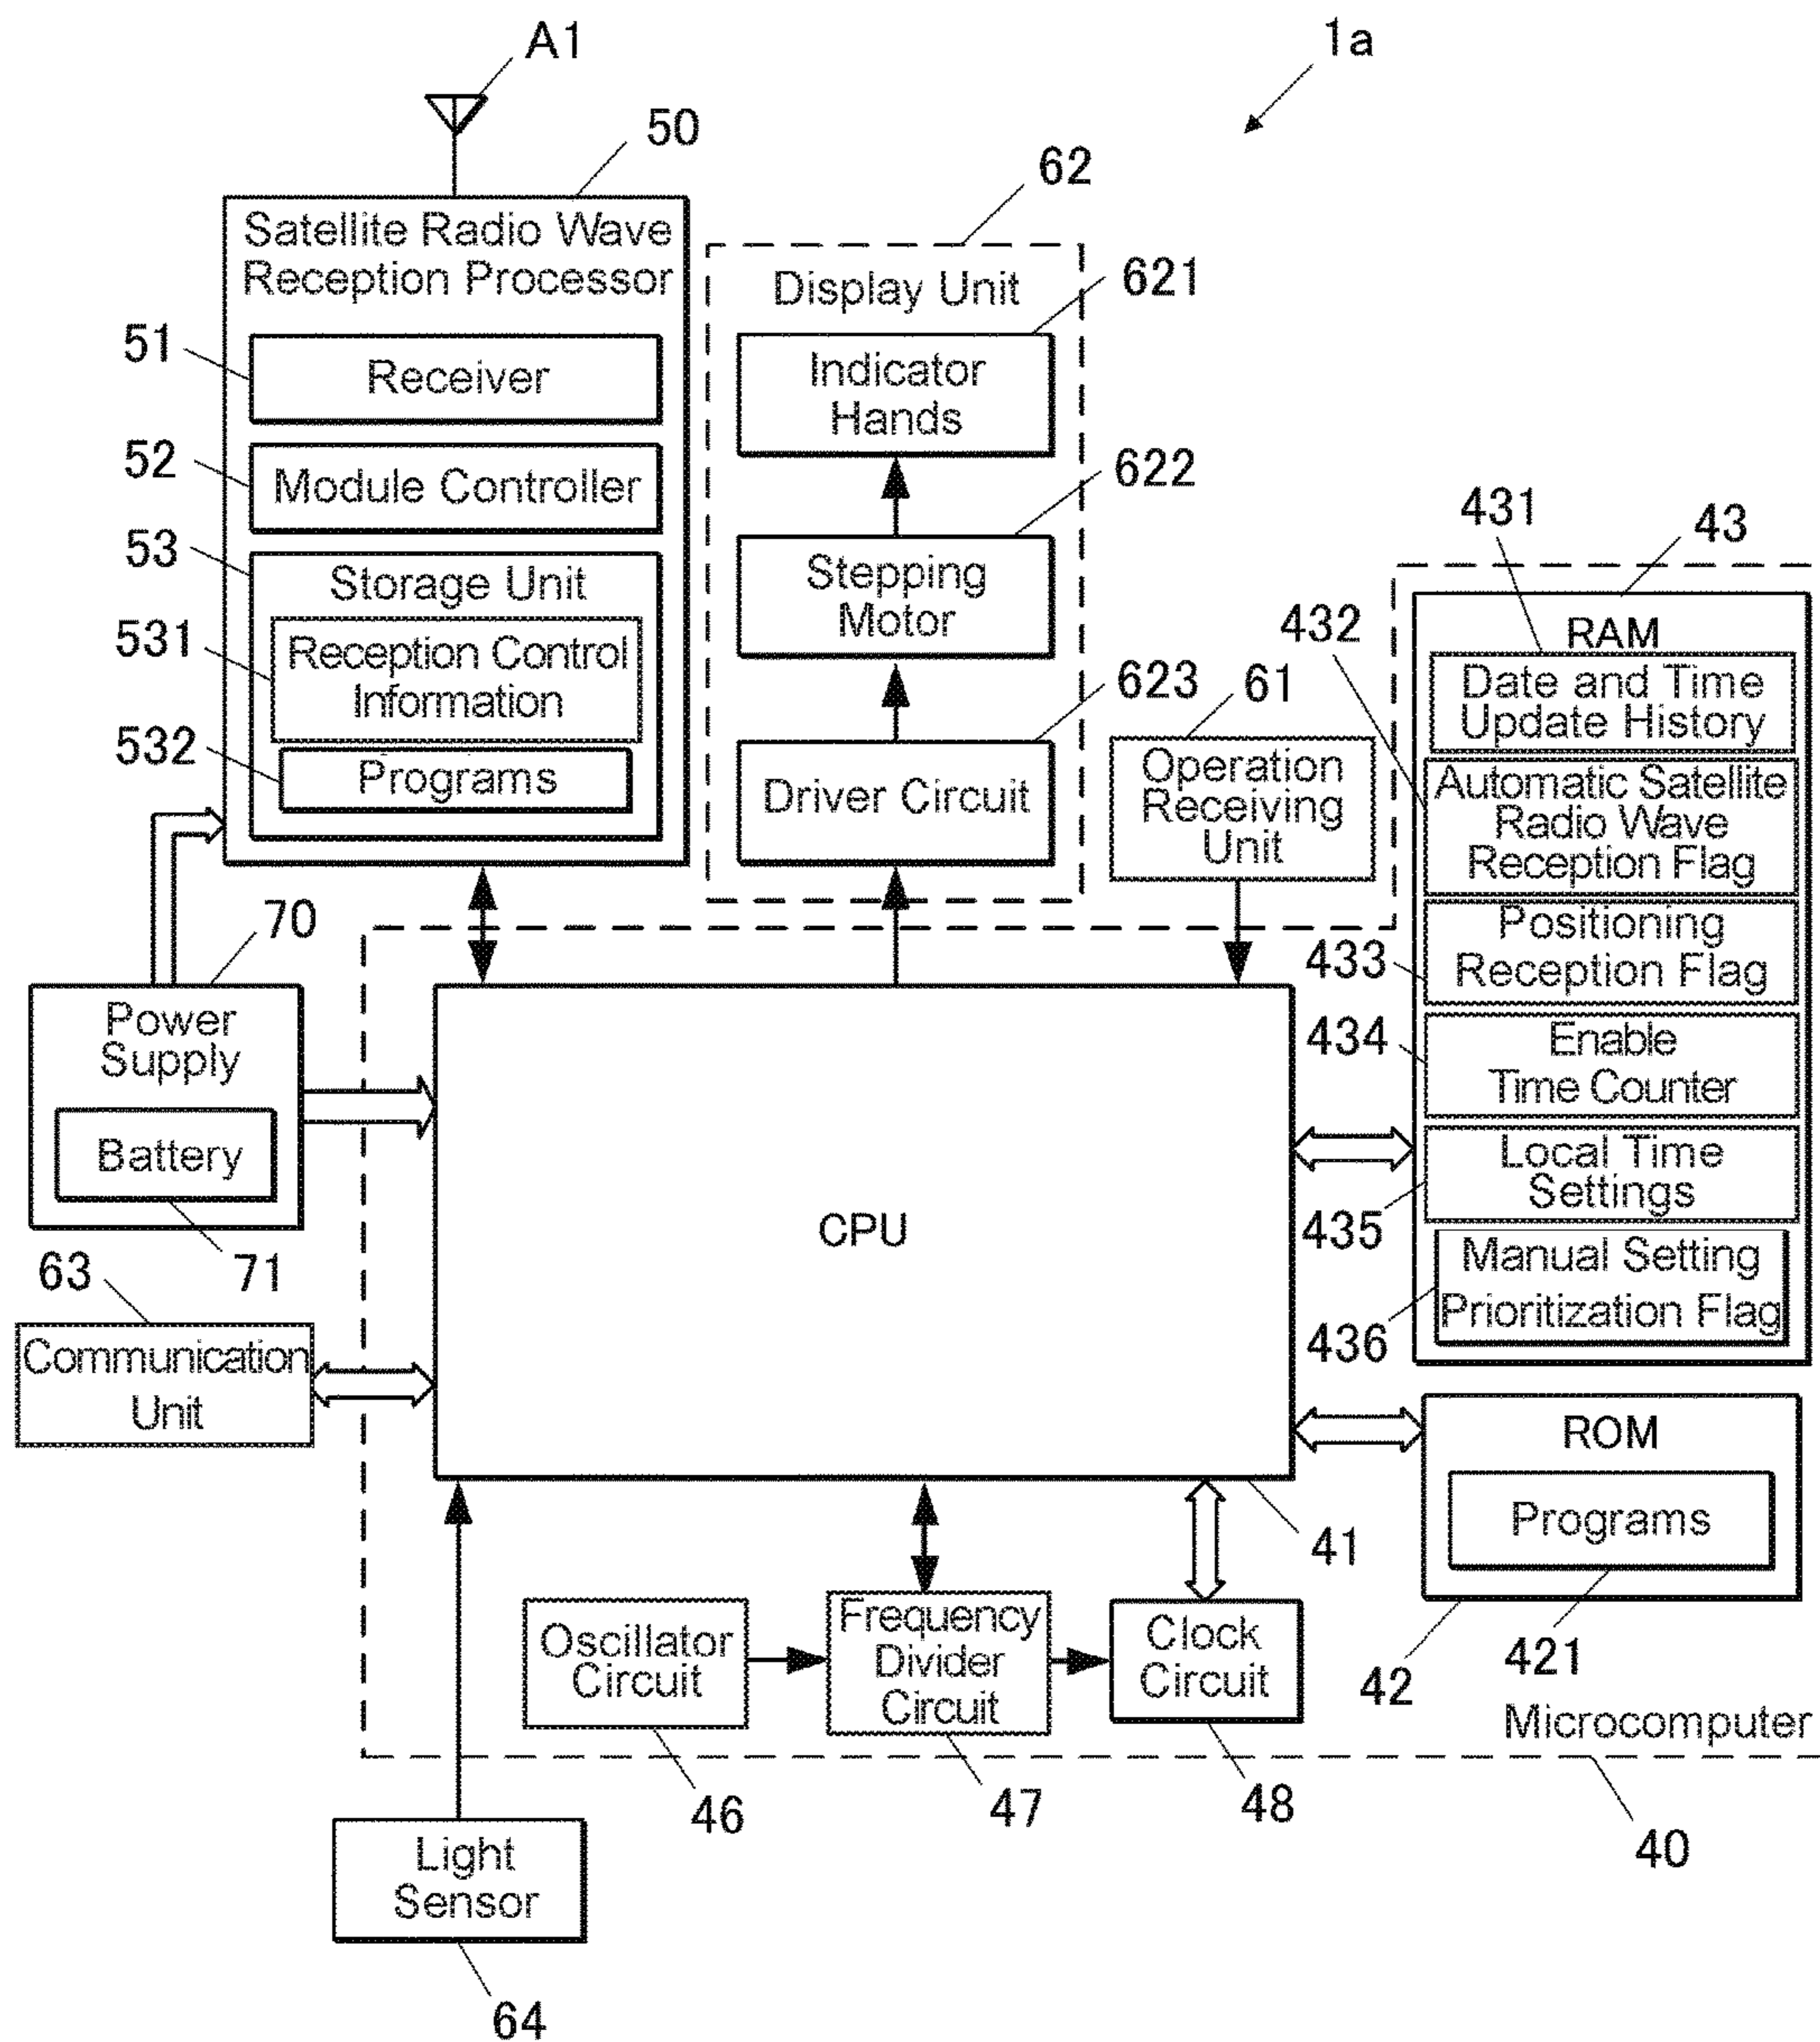 A1
1a
50
Satellite Radio Wave
Reception Processor
51
Receiver
52
Module Controller
53
Storage Unit
531
Reception Control
Information
532
Programs
62
Display Unit
621
Indicator
Hands
622
Stepping
Motor
623
Driver Circuit
61
Operation
Receiving
Unit
431
43
RAM
432
Date and Time
Update History
Automatic Satellite
Radio Wave
Reception Flag
433
Positioning
Reception Flag
434
Enable
Time Counter
435
Local Time
Settings
436
Manual Setting
Prioritization Flag
70
Power
Supply
Battery
71
CPU
63
Communication
Unit
ROM
Programs
41
421
42
Oscillator
Circuit
Frequency
Divider
Circuit
Clock
Circuit
Microcomputer
46
47
48
40
Light
Sensor
64